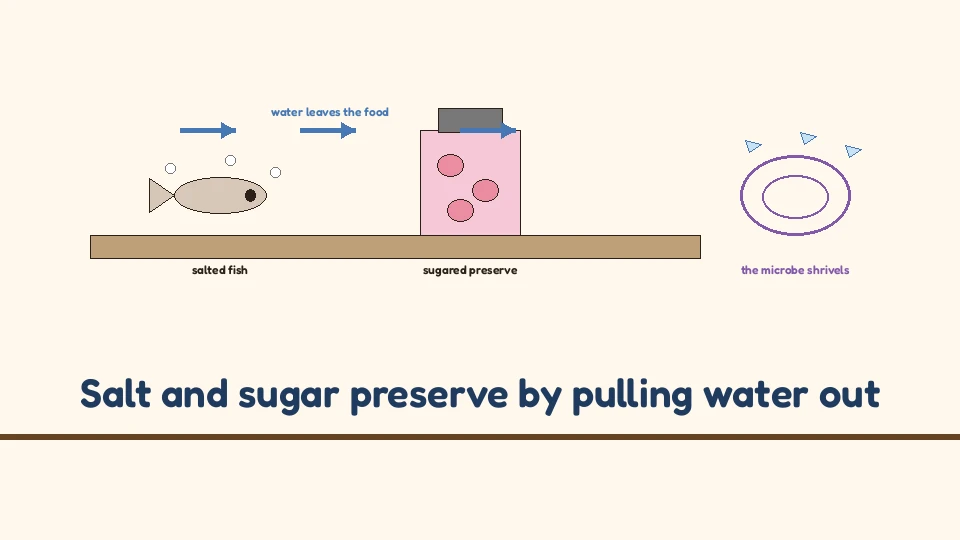 water leaves the food
salted fish
sugared preserve
the microbe shrivels
Salt and sugar preserve by pulling water out